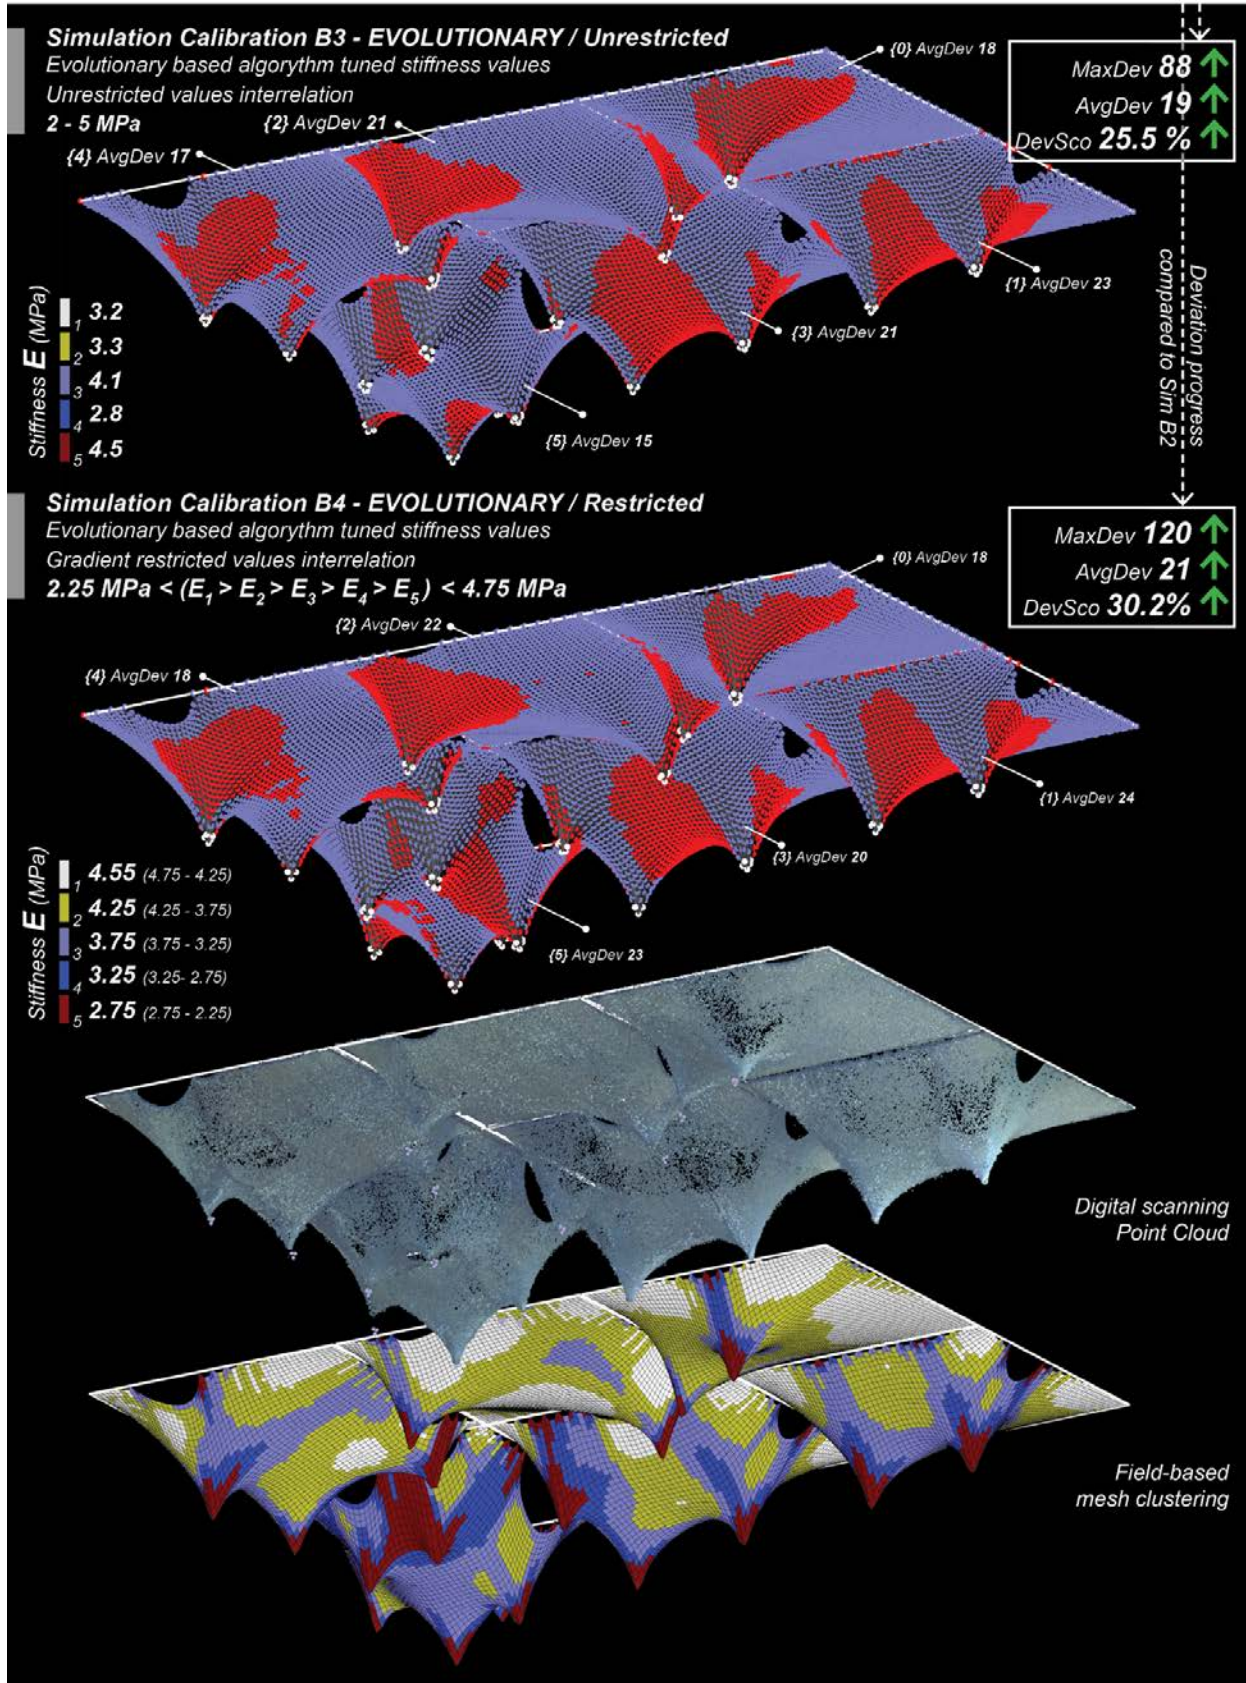 Simulation Calibration B3 - EVOLUTIONARY / Unrestricted
Evolutionary based algorythm tuned stiffness values
Unrestricted values interrelation
2 - 5 MPa
{0} AvgDev 18
{2} AvgDev 21
{4} AvgDev 17
MaxDev 88
AvgDev 19
DevSco 25.5 %
{1} AvgDev 23
{3} AvgDev 21
{5} AvgDev 15
Stiffness E (MPa)
1 3.2
2 3.3
3 4.1
4 2.8
5 4.5
Deviation progress
compared to Sim B2
Simulation Calibration B4 - EVOLUTIONARY / Restricted
Evolutionary based algorythm tuned stiffness values
Gradient restricted values interrelation
2.25 MPa < (E1 > E2 > E3 > E4 > E5) < 4.75 MPa
{0} AvgDev 18
{2} AvgDev 22
{4} AvgDev 18
MaxDev 120
AvgDev 21
DevSco 30.2%
{1} AvgDev 24
{3} AvgDev 20
{5} AvgDev 23
Stiffness E (MPa)
1 4.55 (4.75 - 4.25)
2 4.25 (4.25 - 3.75)
3 3.75 (3.75 - 3.25)
4 3.25 (3.25- 2.75)
5 2.75 (2.75 - 2.25)
Digital scanning
Point Cloud
Field-based
mesh clustering